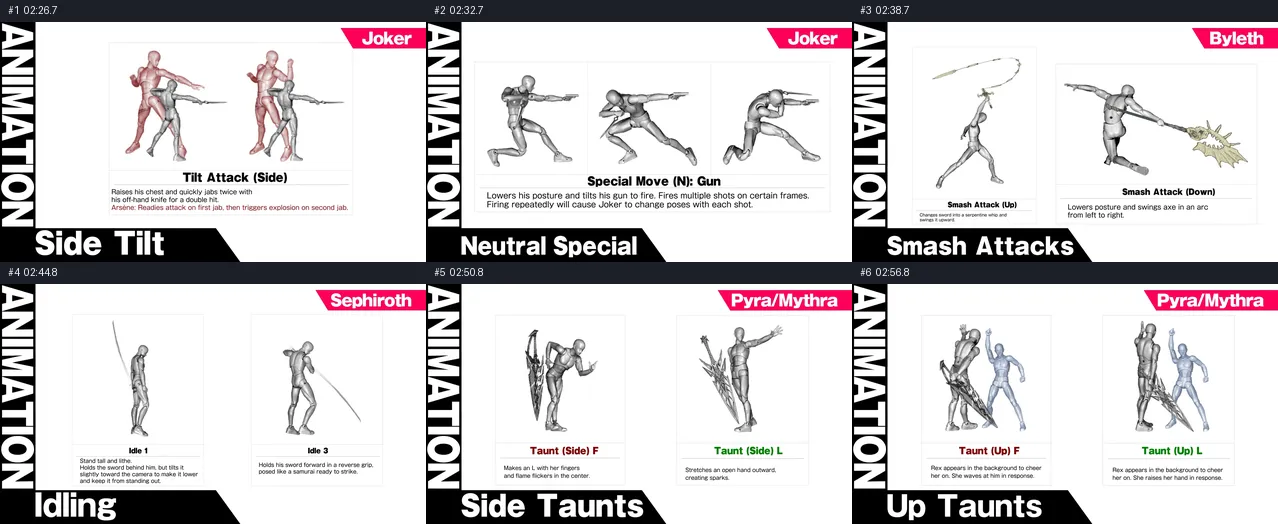 #1 02:26.7
ANIMATION
Joker
Tilt Attack (Side)
Raises his chest and quickly jabs twice with
his off-hand knife for a double hit.
Arsène: Readies attack on first jab, then triggers explosion on second jab.
Side Tilt
#2 02:32.7
ANIMATION
Joker
Special Move (N): Gun
Lowers his posture and tilts his gun to fire. Fires multiple shots on certain frames.
Firing repeatedly will cause Joker to change poses with each shot.
Neutral Special
#3 02:38.7
ANIMATION
Byleth
Smash Attack (Up)
Changes sword into a serpentine whip and
swings it upward.
Smash Attack (Down)
Lowers posture and swings axe in an arc
from left to right.
Smash Attacks
#4 02:44.8
ANIMATION
Sephiroth
Idle 1
Stand tall and lithe.
Holds the sword behind him, but tilts it
slightly toward the camera to make it lower
and keep it from standing out.
Idle 3
Holds his sword forward in a reverse grip,
posed like a samurai ready to strike.
Idling
#5 02:50.8
ANIMATION
Pyra/Mythra
Taunt (Side) F
Makes an L with her fingers
and flame flickers in the center.
Taunt (Side) L
Stretches an open hand outward,
creating sparks.
Side Taunts
#6 02:56.8
ANIMATION
Pyra/Mythra
Taunt (Up) F
Rex appears in the background to cheer
her on. She waves at him in response.
Taunt (Up) L
Rex appears in the background to cheer
her on. She raises her hand in response.
Up Taunts